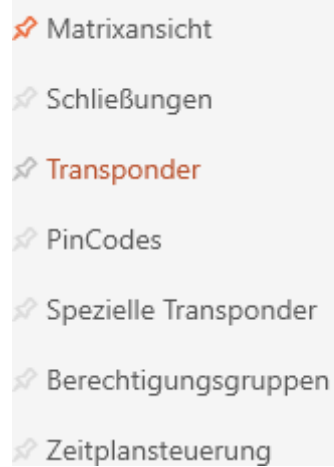 Matrixansicht
Schließungen
Transponder
PinCodes
Spezielle Transponder
Berechtigungsgruppen
Zeitplansteuerung